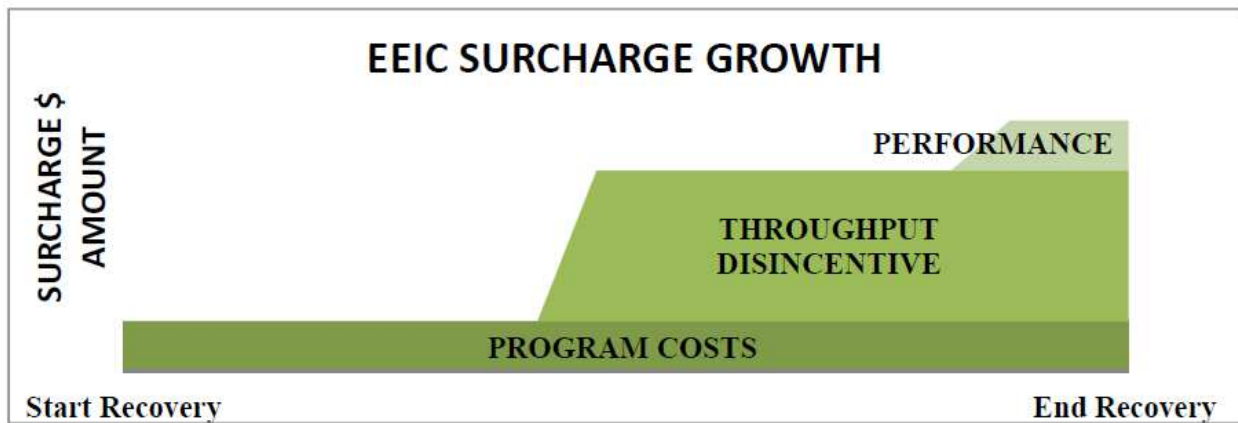 EEIC SURCHARGE GROWTH
SURCHARGE $
AMOUNT
PERFORMANCE
THROUGHPUT
DISINCENTIVE
PROGRAM COSTS
Start Recovery
End Recovery